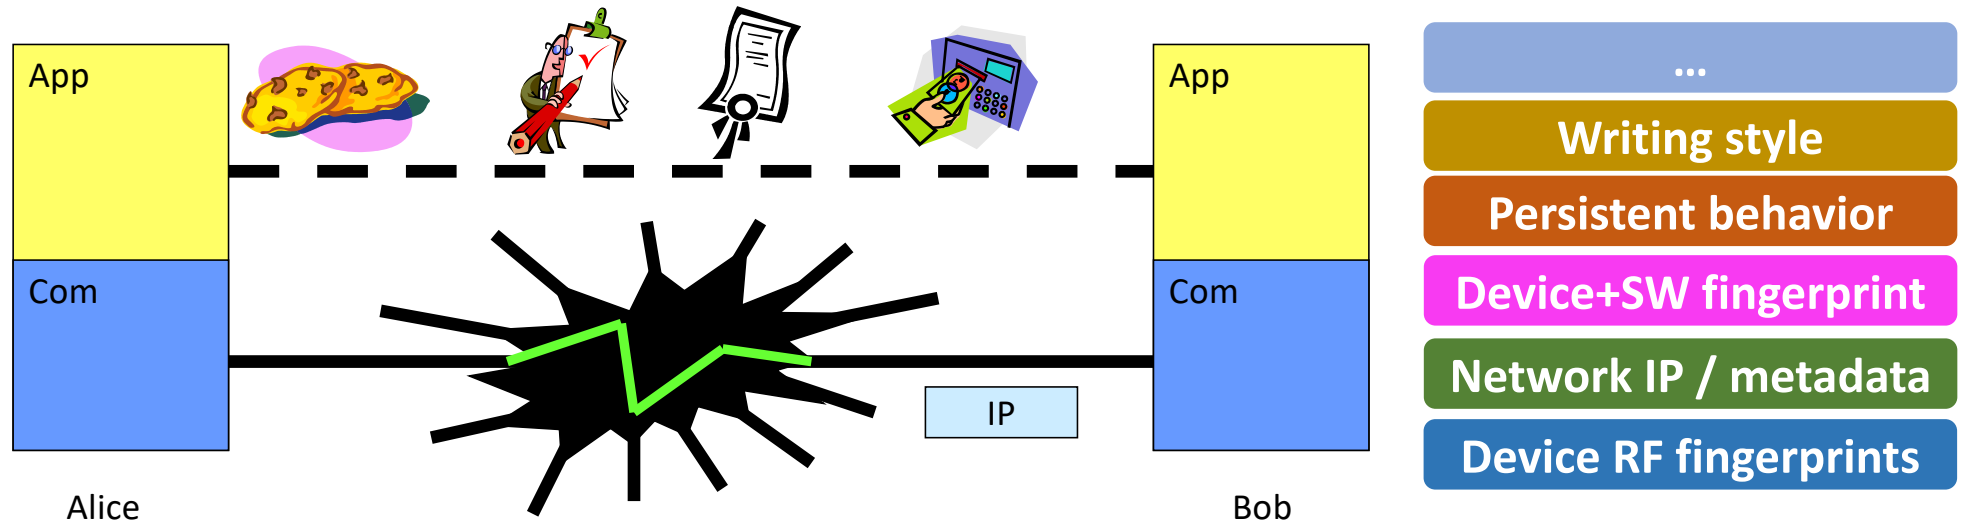 App
Com
Alice
IP
App
Com
Bob
...
Writing style
Persistent behavior
Device+SW fingerprint
Network IP / metadata
Device RF fingerprints